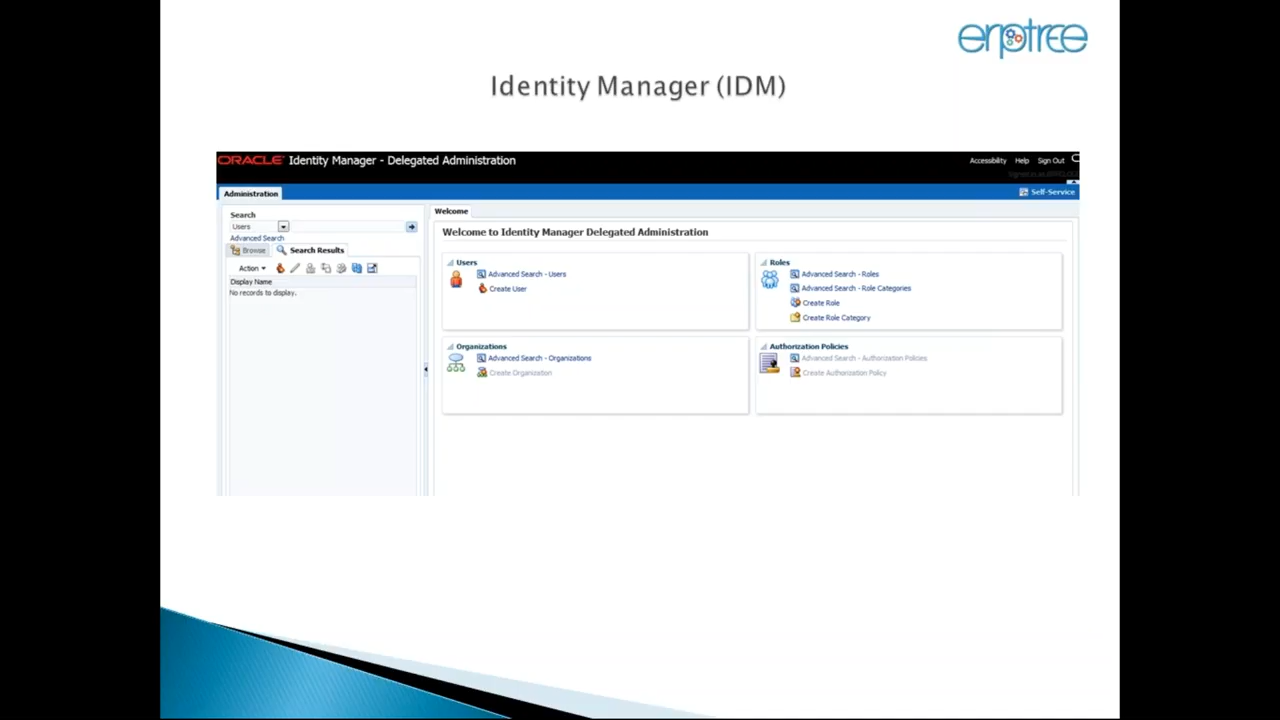 erptree
Identity Manager (IDM)
ORACLE Identity Manager - Delegated Administration
Accessibility Help Sign Out
Administration
Self-Service
Search
Users
Advanced Search
Browse Search Results
Action
Display Name
No records to display.
Welcome
Welcome to Identity Manager Delegated Administration
Users
Advanced Search - Users
Create User
Roles
Advanced Search - Roles
Advanced Search - Role Categories
Create Role
Create Role Category
Organizations
Advanced Search - Organizations
Create Organization
Authorization Policies
Advanced Search - Authorization Policies
Create Authorization Policy